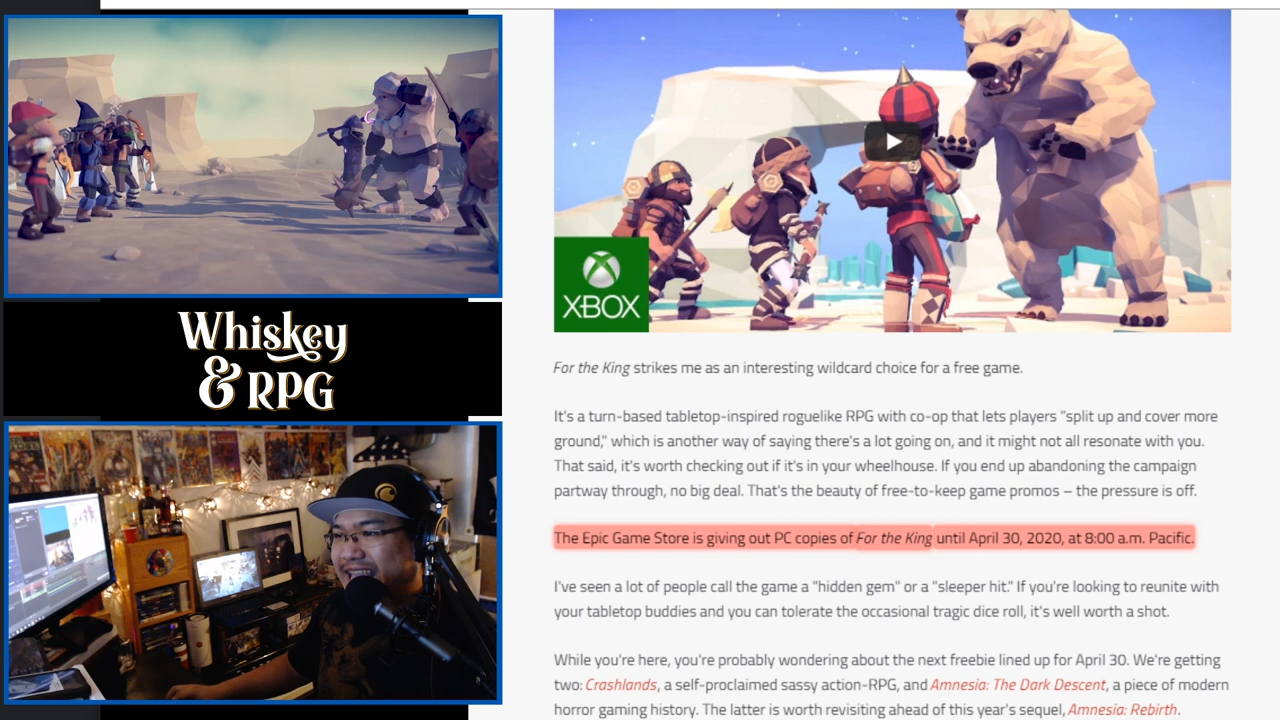 Whiskey
& RPG
XBOX
For the King strikes me as an interesting wildcard choice for a free game.
It's a turn-based tabletop-inspired roguelike RPG with co-op that lets players "split up and cover more
ground," which is another way of saying there's a lot going on, and it might not all resonate with you.
That said, it's worth checking out if it's in your wheelhouse. If you end up abandoning the campaign
partway through, no big deal. That's the beauty of free-to-keep game promos – the pressure is off.
The Epic Game Store is giving out PC copies of For the King until April 30, 2020, at 8:00 a.m. Pacific.
I've seen a lot of people call the game a "hidden gem" or a "sleeper hit." If you're looking to reunite with
your tabletop buddies and you can tolerate the occasional tragic dice roll, it's well worth a shot.
While you're here, you're probably wondering about the next freebie lined up for April 30. We're getting
two: Crashlands, a self-proclaimed sassy action-RPG, and Amnesia: The Dark Descent, a piece of modern
horror gaming history. The latter is worth revisiting ahead of this year's sequel, Amnesia: Rebirth.